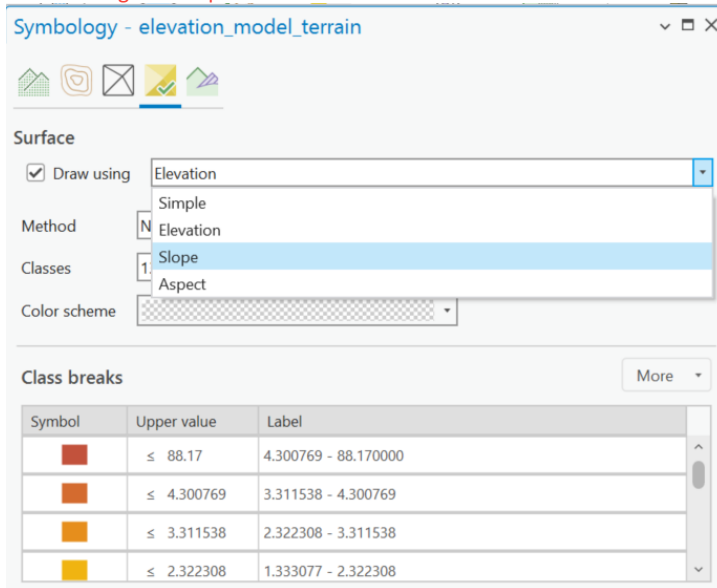 Symbology - elevation_model_terrain
Surface
Draw using Elevation
Simple
Method N Elevation
Slope
Classes 1
Aspect
Color scheme
Class breaks More
Symbol Upper value Label
≤ 88.17 4.300769 - 88.170000
≤ 4.300769 3.311538 - 4.300769
≤ 3.311538 2.322308 - 3.311538
≤ 2.322308 1.333077 - 2.322308